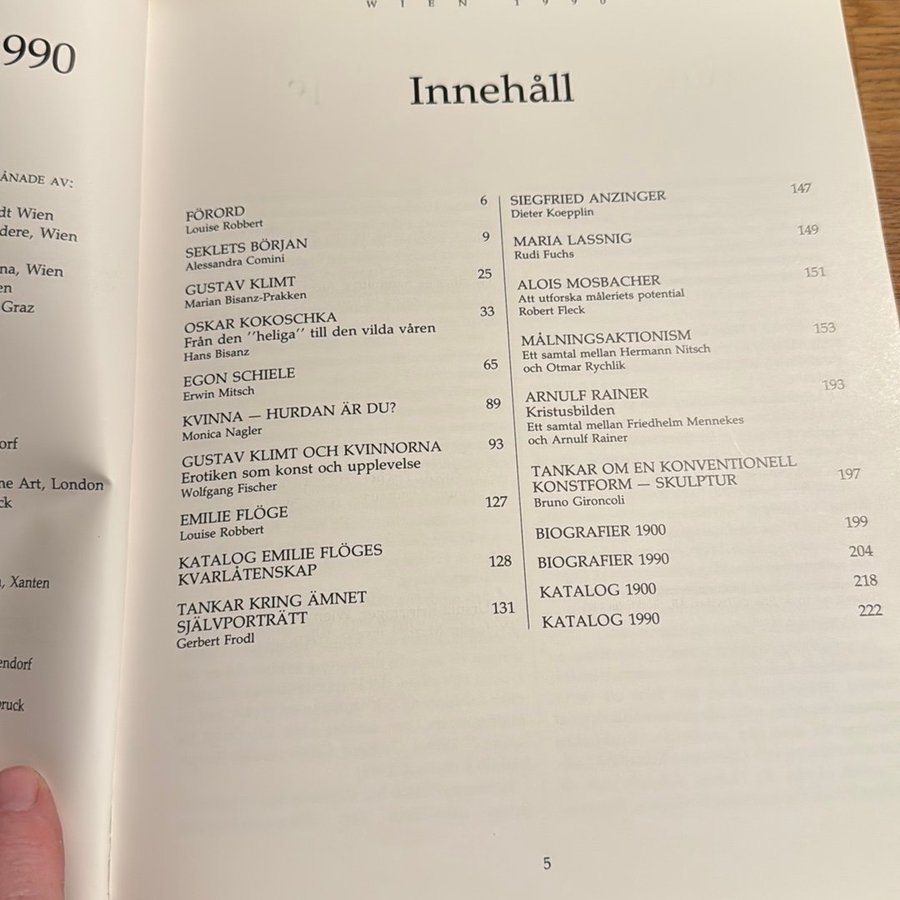 990
ÅNADE AV:
dt Wien
dere, Wien
na, Wien
en
Graz
orf
ne Art, London
ck
, Xanten
endorf
ruck
WIEN 1990
Innehåll
FÖRORD 6
Louise Robbert
SEKLETS BÖRJAN 9
Alessandra Comini
GUSTAV KLIMT 25
Marian Bisanz-Prakken
OSKAR KOKOSCHKA 33
Från den "heliga" till den vilda våren
Hans Bisanz
EGON SCHIELE 65
Erwin Mitsch
KVINNA — HURDAN ÄR DU? 89
Monica Nagler
GUSTAV KLIMT OCH KVINNORNA 93
Erotiken som konst och upplevelse
Wolfgang Fischer
EMILIE FLÖGE 127
Louise Robbert
KATALOG EMILIE FLÖGES 128
KVARLÅTENSKAP
TANKAR KRING ÄMNET 131
SJÄLVPORTRÄTT
Gerbert Frodl
SIEGFRIED ANZINGER 147
Dieter Koepplin
MARIA LASSNIG 149
Rudi Fuchs
ALOIS MOSBACHER 151
Att utforska måleriets potential
Robert Fleck
MÅLNINGSAKTIONISM 153
Ett samtal mellan Hermann Nitsch
och Otmar Rychlik
ARNULF RAINER 193
Kristusbilden
Ett samtal mellan Friedhelm Mennekes
och Arnulf Rainer
TANKAR OM EN KONVENTIONELL
KONSTFORM — SKULPTUR 197
Bruno Gironcoli
BIOGRAFIER 1900 199
BIOGRAFIER 1990 204
KATALOG 1900 218
KATALOG 1990 222
5